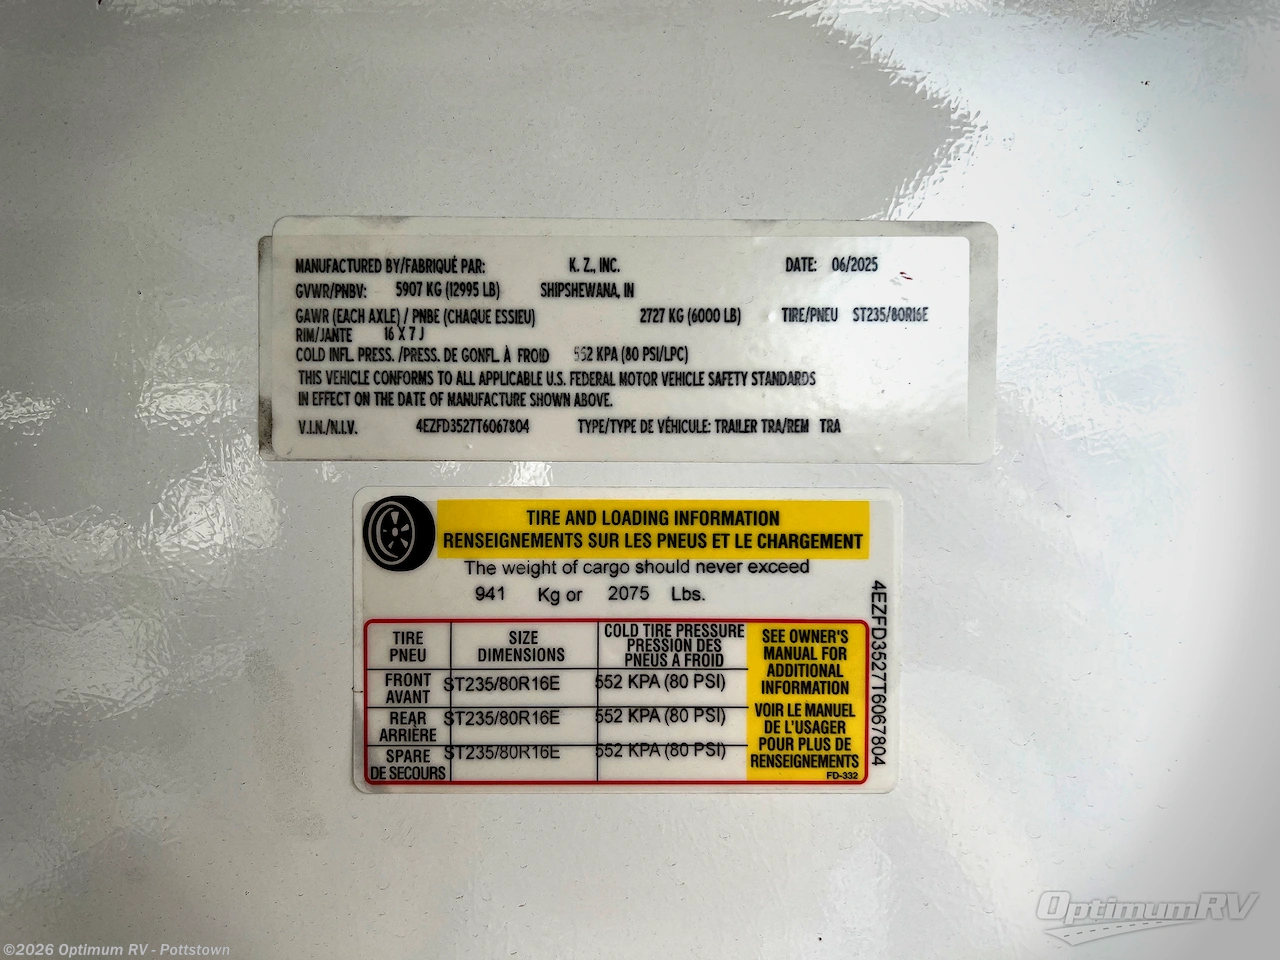 MANUFACTURED BY/FABRIQUÉ PAR: K. Z., INC. DATE: 06/2025
GVWR/PNBV: 5907 KG (12995 LB) SHIPSHEWANA, IN
GAWR (EACH AXLE) / PNBE (CHAQUE ESSIEU) 2727 KG (6000 LB) TIRE/PNEU ST235/80R16E
RIM/JANTE 16 X 7 J
COLD INFL. PRESS. /PRESS. DE GONFL. À FROID 552 KPA (80 PSI/LPC)
THIS VEHICLE CONFORMS TO ALL APPLICABLE U.S. FEDERAL MOTOR VEHICLE SAFETY STANDARDS
IN EFFECT ON THE DATE OF MANUFACTURE SHOWN ABOVE.
V.I.N./N.I.V. 4EZFD3527T6067804 TYPE/TYPE DE VÉHICULE: TRAILER TRA/REM TRA
TIRE AND LOADING INFORMATION
RENSEIGNEMENTS SUR LES PNEUS ET LE CHARGEMENT
The weight of cargo should never exceed
941 Kg or 2075 Lbs.
TIRE
PNEU
SIZE
DIMENSIONS
COLD TIRE PRESSURE
PRESSION DES
PNEUS A FROID
FRONT
AVANT
ST235/80R16E
552 KPA (80 PSI)
REAR
ARRIÈRE
ST235/80R16E
552 KPA (80 PSI)
SPARE
DE SECOURS
ST235/80R16E
552 KPA (80 PSI)
SEE OWNER'S
MANUAL FOR
ADDITIONAL
INFORMATION
VOIR LE MANUEL
DE L'USAGER
POUR PLUS DE
RENSEIGNEMENTS
FD-332
4EZFD3527T6067804
OptimumRV
©2026 Optimum RV - Pottstown